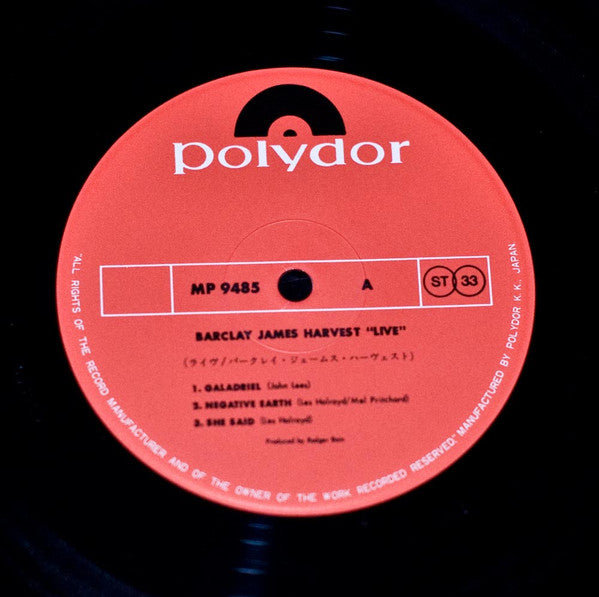 polydor
MP 9485 A ST 33
BARCLAY JAMES HARVEST "LIVE"
(ライヴ/バークレイ・ジェームス・ハーヴェスト)
1. GALADRIEL (John Lees)
2. NEGATIVE EARTH (Les Holroyd/Mel Pritchard)
3. SHE SAID (Les Holroyd)
Produced by Rodger Bain
"ALL RIGHTS OF THE RECORD MANUFACTURER AND OF THE OWNER OF THE WORK RECORDED RESERVED." MANUFACTURED BY POLYDOR K.K. JAPAN